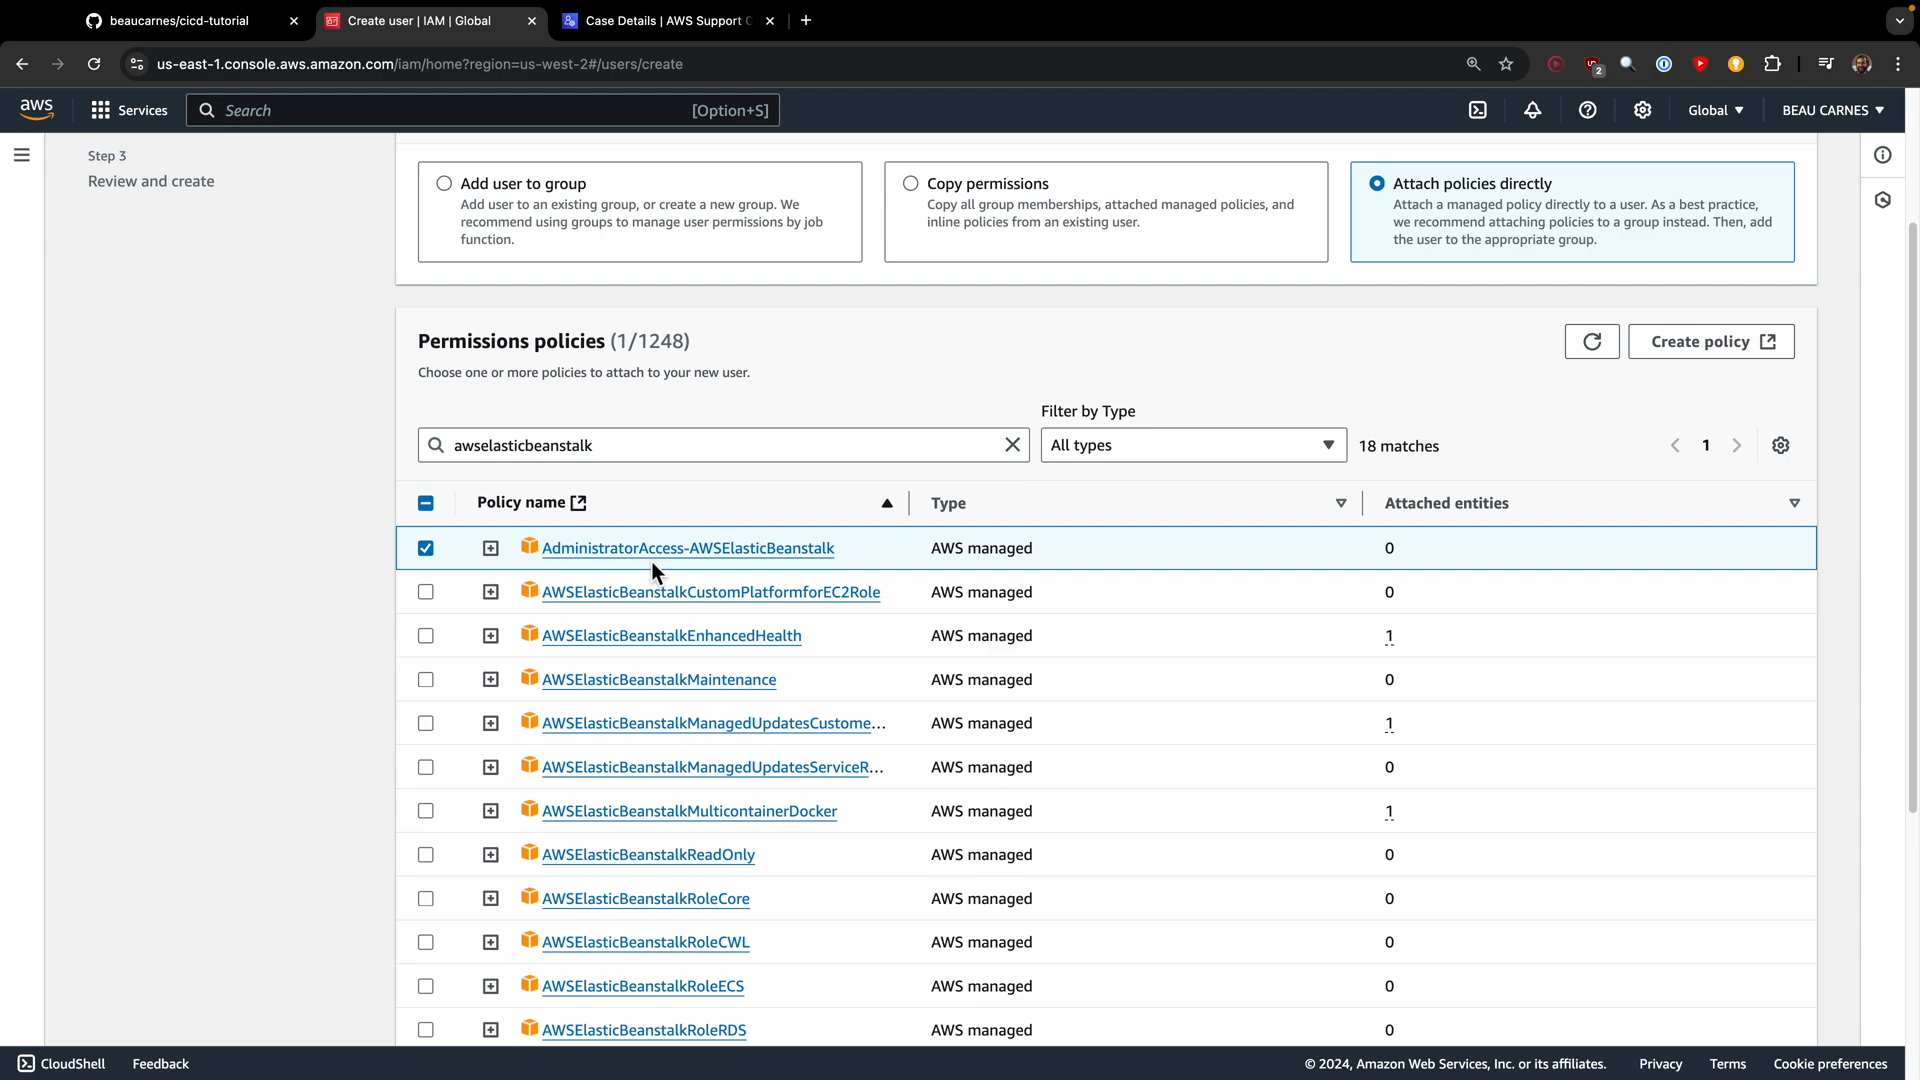 beaucarnes/cicd-tutorial
Create user | IAM | Global
Case Details | AWS Support C
us-east-1.console.aws.amazon.com/iam/home?region=us-west-2#/users/create
2
aws
Services
Search
[Option+S]
Global
BEAU CARNES
Step 3
Review and create
Add user to group
Add user to an existing group, or create a new group. We
recommend using groups to manage user permissions by job
function.
Copy permissions
Copy all group memberships, attached managed policies, and
inline policies from an existing user.
Attach policies directly
Attach a managed policy directly to a user. As a best practice,
we recommend attaching policies to a group instead. Then, add
the user to the appropriate group.
Permissions policies (1/1248)
Create policy
Choose one or more policies to attach to your new user.
Filter by Type
awselasticbeanstalk
All types
18 matches
1
Policy name
Type
Attached entities
AdministratorAccess-AWSElasticBeanstalk AWS managed 0
AWSElasticBeanstalkCustomPlatformforEC2Role AWS managed 0
AWSElasticBeanstalkEnhancedHealth AWS managed 1
AWSElasticBeanstalkMaintenance AWS managed 0
AWSElasticBeanstalkManagedUpdatesCustome... AWS managed 1
AWSElasticBeanstalkManagedUpdatesServiceR... AWS managed 0
AWSElasticBeanstalkMulticontainerDocker AWS managed 1
AWSElasticBeanstalkReadOnly AWS managed 0
AWSElasticBeanstalkRoleCore AWS managed 0
AWSElasticBeanstalkRoleCWL AWS managed 0
AWSElasticBeanstalkRoleECS AWS managed 0
AWSElasticBeanstalkRoleRDS AWS managed 0
CloudShell
Feedback
© 2024, Amazon Web Services, Inc. or its affiliates.
Privacy
Terms
Cookie preferences